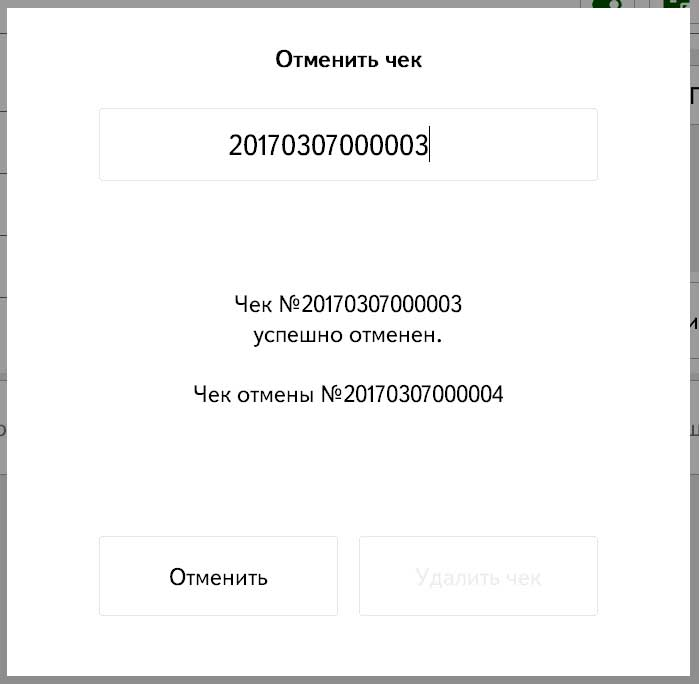 Отменить чек
20170307000003
Чек №20170307000003
успешно отменен.
Чек отмены №20170307000004
Отменить
Удалить чек